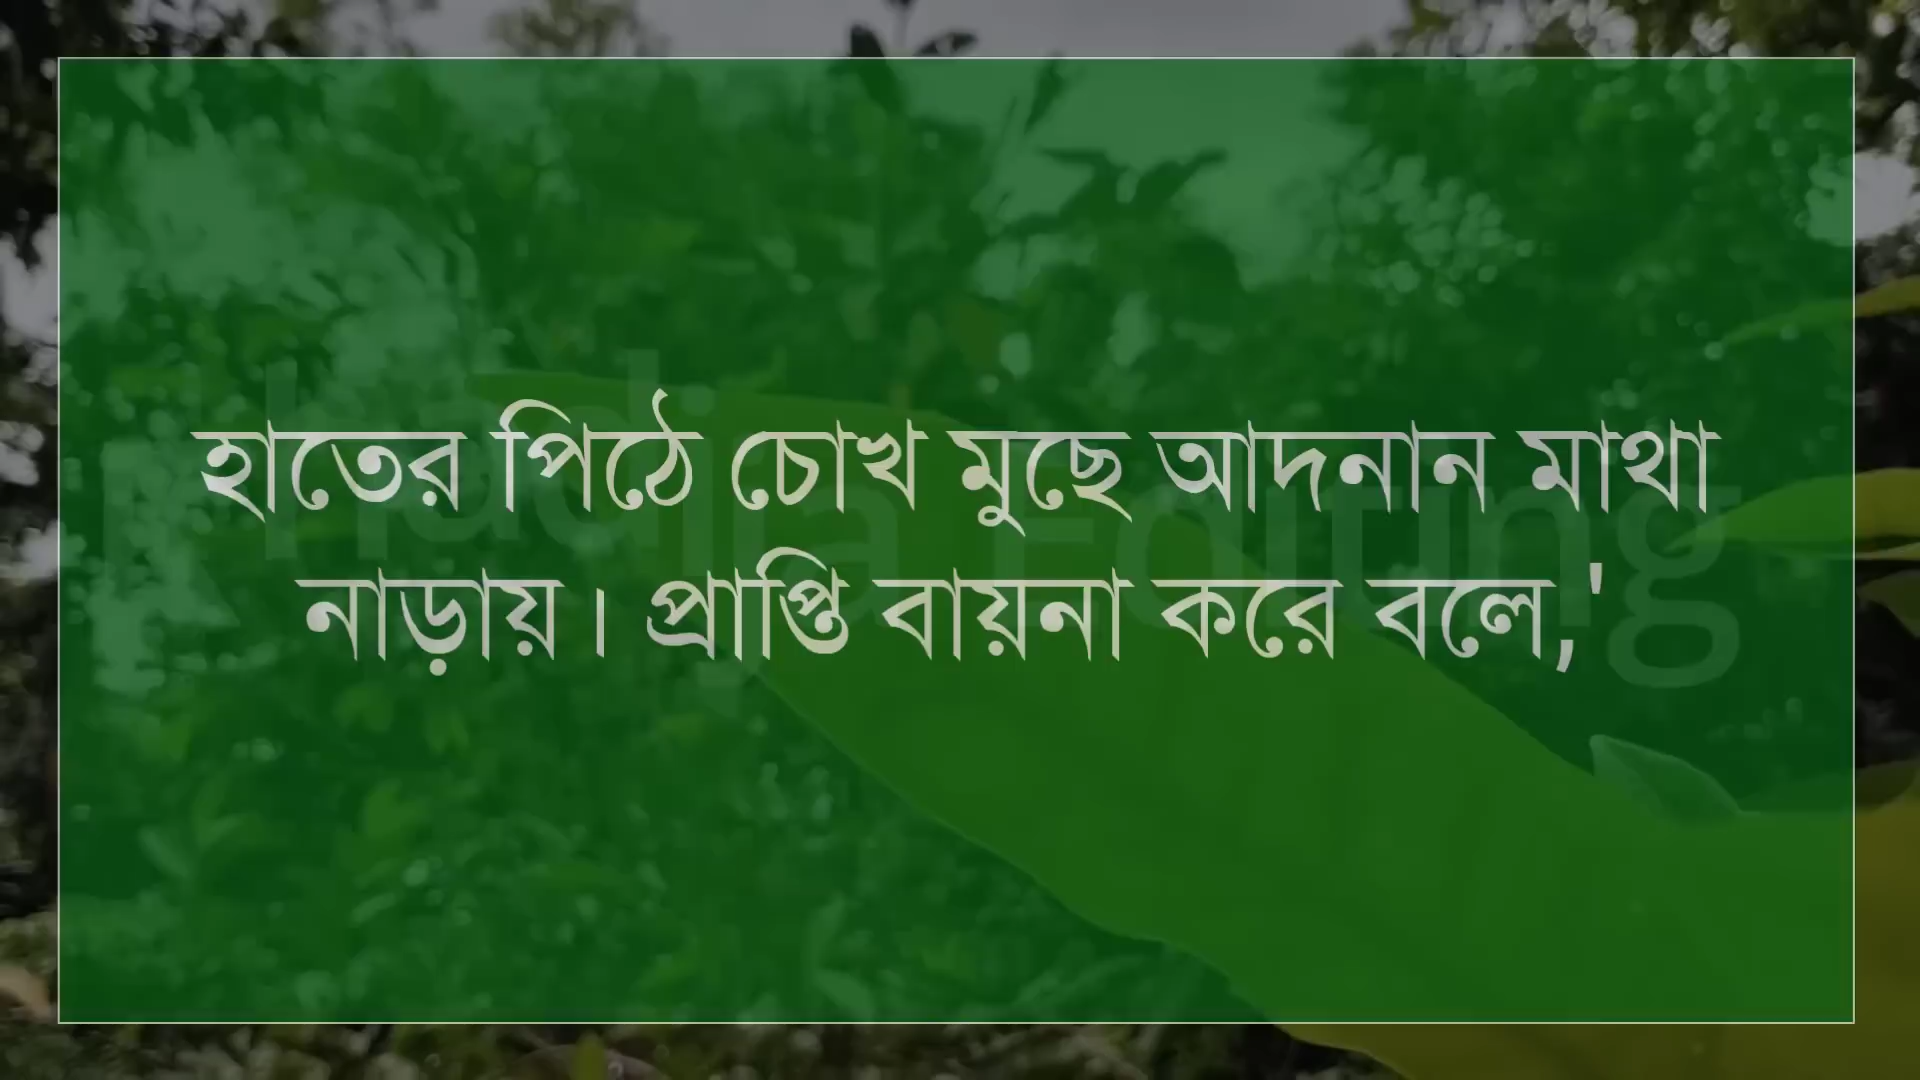 হাতের পিঠে চোখ মুছে আদনান মাথা
নাড়ায়। প্রাপ্তি বায়না করে বলে,'